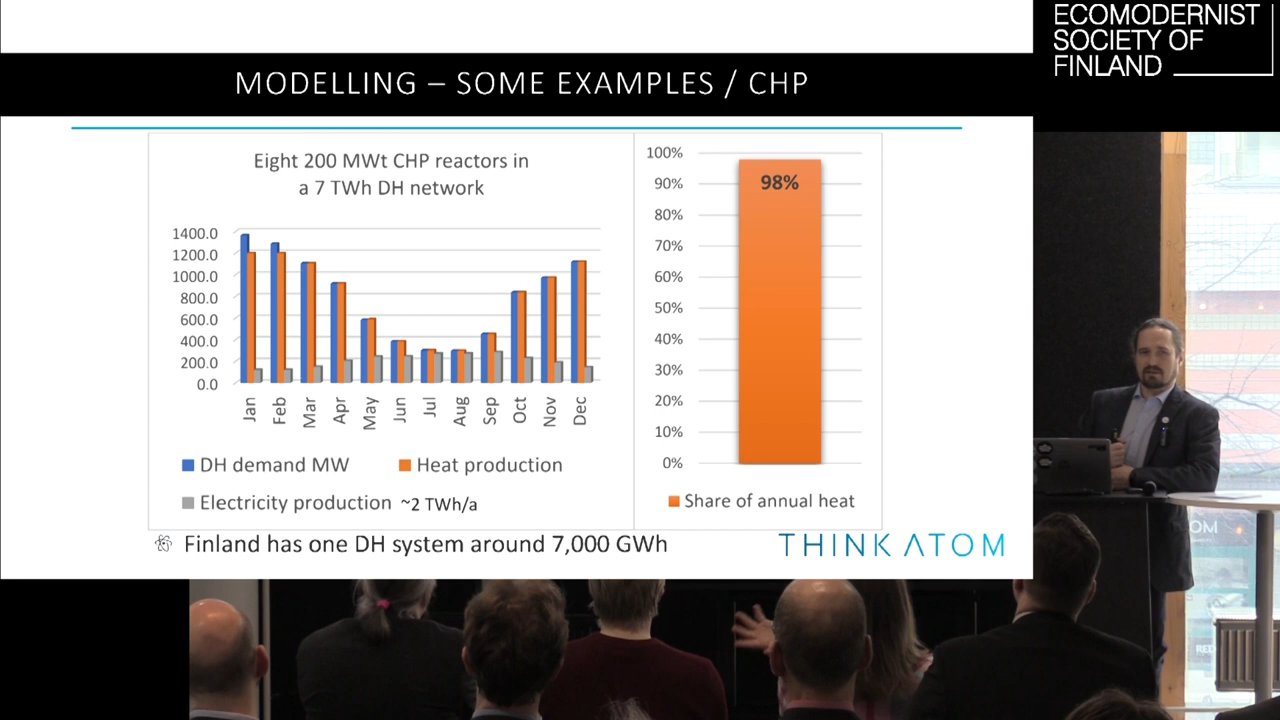 ECOMODERNIST
SOCIETY OF
FINLAND
MODELLING – SOME EXAMPLES / CHP
Eight 200 MWt CHP reactors in
a 7 TWh DH network
1400.0
1200.0
1000.0
800.0
600.0
400.0
200.0
0.0
Jan
Feb
Mar
Apr
May
Jun
Jul
Aug
Sep
Oct
Nov
Dec
DH demand MW
Heat production
Electricity production ~2 TWh/a
100%
90%
80%
70%
60%
50%
40%
30%
20%
10%
0%
98%
Share of annual heat
Finland has one DH system around 7,000 GWh
THINK ATOM